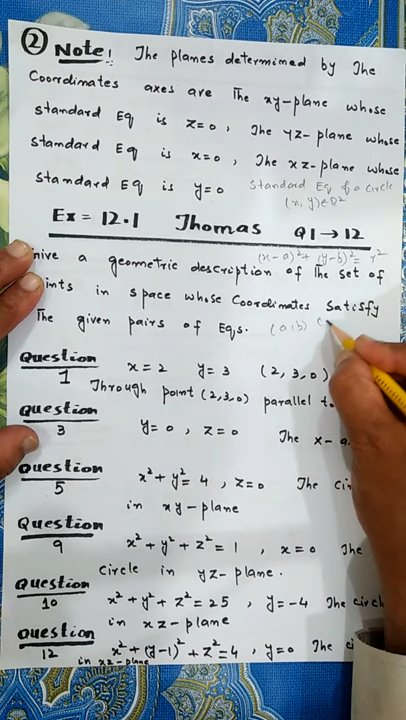 ② Note! The planes determined by The
Coordinates axes are The xy-plane whose
standard Eq is z=0, The yz-plane whose
standard Eq is x=0, The xz-plane whose
standard Eq is y=0 Standard Eq of a Circle
(x, y)∈R²
Ex = 12.1 Thomas Q1 → 12
(x-a)² + (y-b)² = r²
nive a geometric description of The set of
ints in space whose Coordinates Satisfy
The given pairs of Eqs. (a,b)
Question 1 x = 2 y = 3 (2, 3, 0)
Through point (2,3,0) parallel to
Question 3 y = 0, z = 0 The x-a
Question 5 x² + y² = 4, z = 0 The Cir
in xy-plane
Question 9 x² + y² + z² = 1, x = 0 The
Circle in yz-plane.
Question 10 x² + y² + z² = 25, y = -4 The circl
in xz-plane
Question 12 x² + (y-1)² + z² = 4, y = 0 The ci
in xz-plane